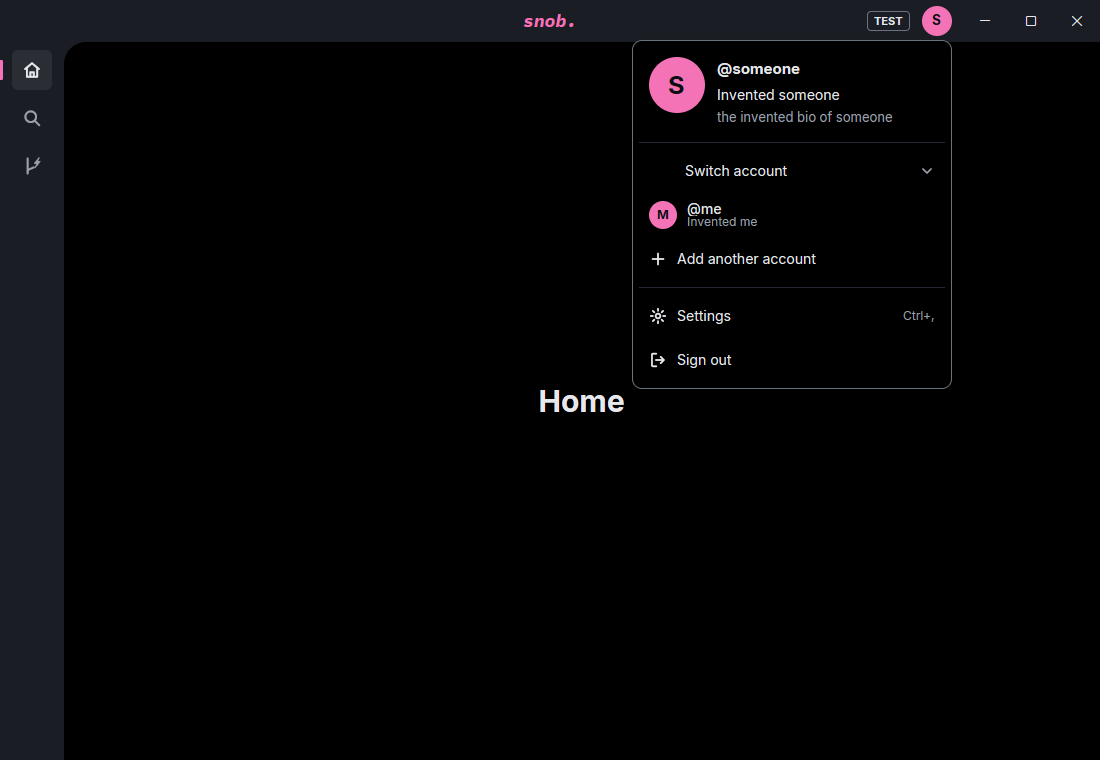 snob.
TEST
S
S
@someone
Invented someone
the invented bio of someone
Switch account
M
@me
Invented me
Add another account
Settings
Ctrl+,
Sign out
Home